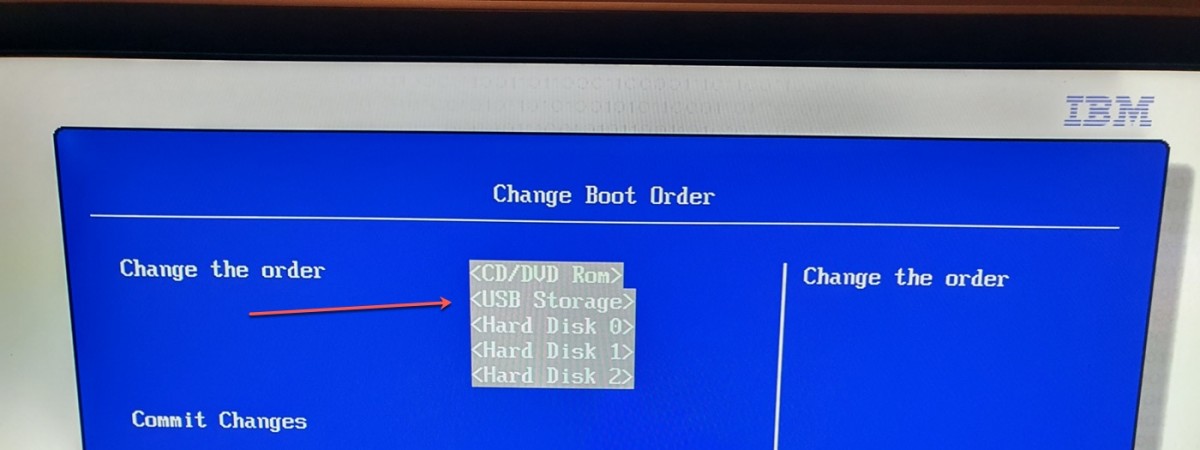 IBM
Change Boot Order
Change the order
<CD/DVD Rom>
<USB Storage>
<Hard Disk 0>
<Hard Disk 1>
<Hard Disk 2>
Change the order
Commit Changes